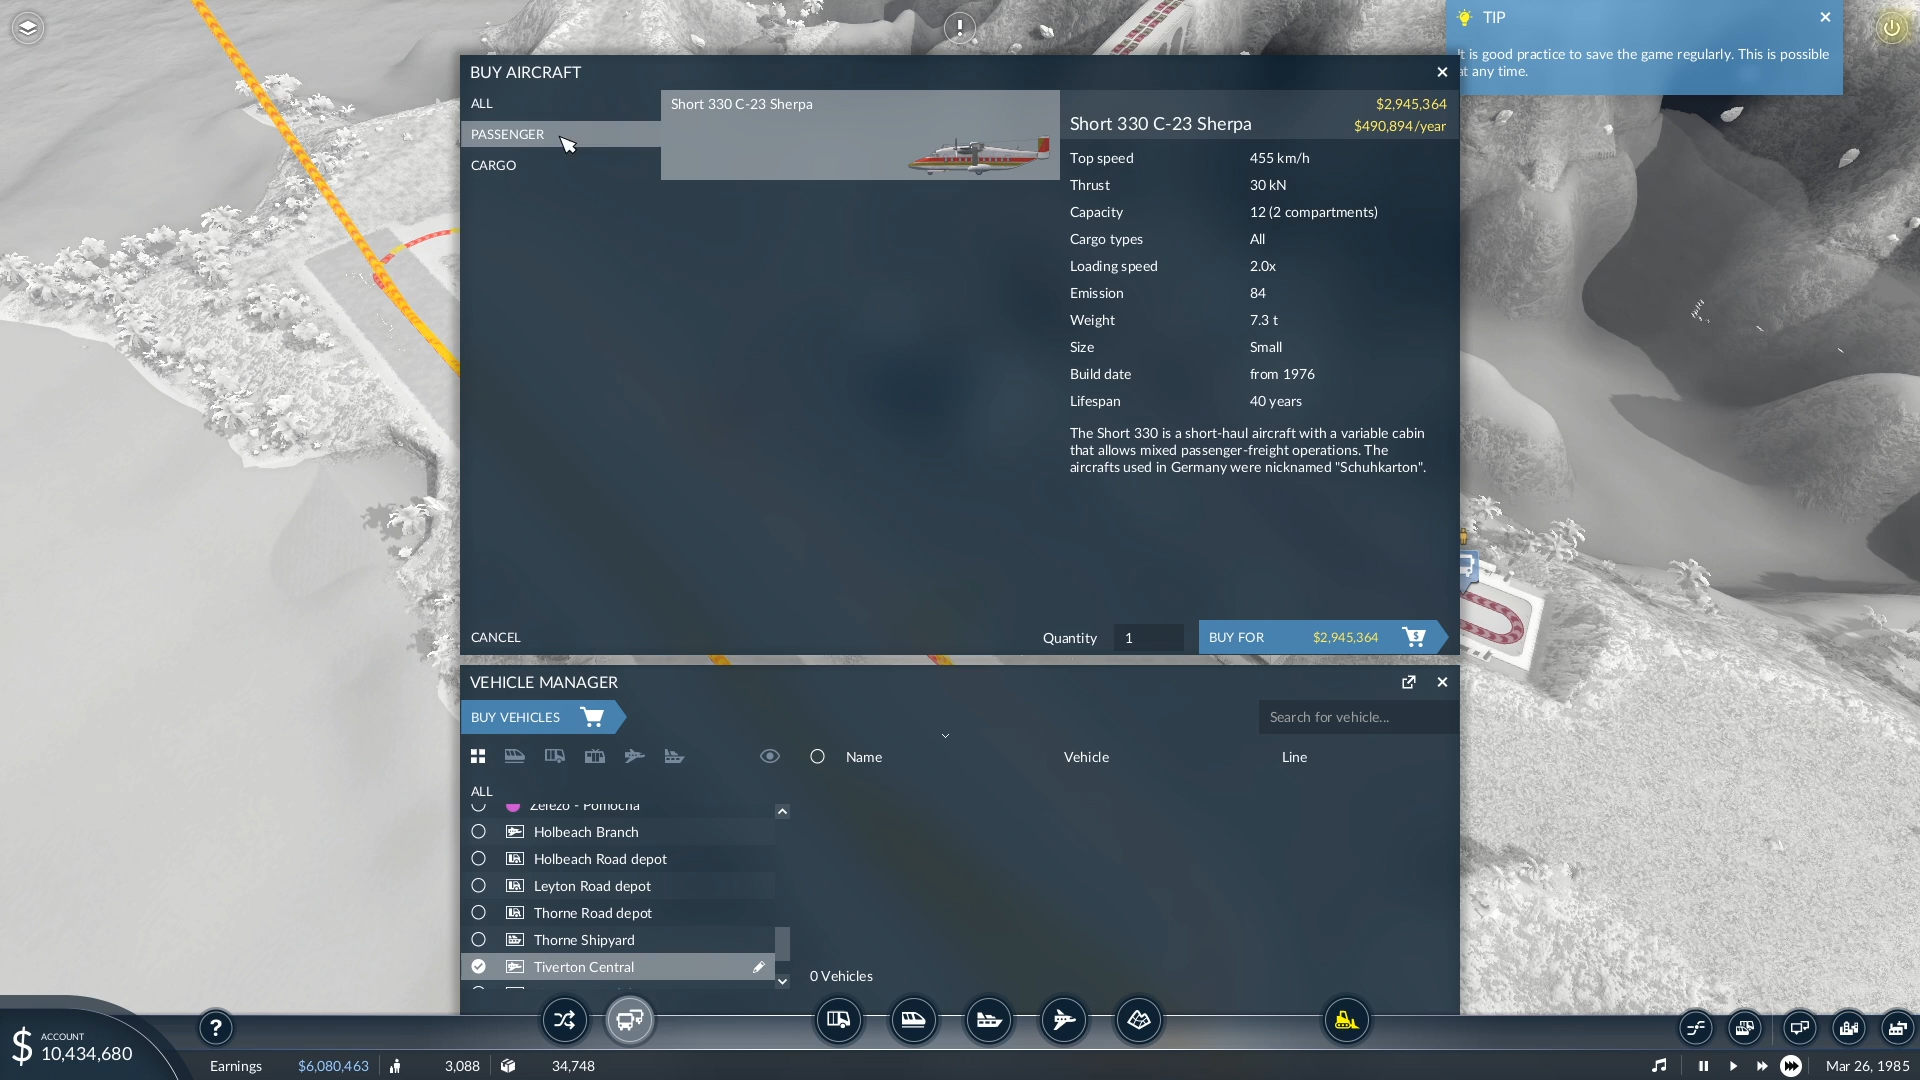 TIP
It is good practice to save the game regularly. This is possible
at any time.
BUY AIRCRAFT
ALL
PASSENGER
CARGO
Short 330 C-23 Sherpa
$2,945,364
Short 330 C-23 Sherpa
$490,894/year
Top speed 455 km/h
Thrust 30 kN
Capacity 12 (2 compartments)
Cargo types All
Loading speed 2.0x
Emission 84
Weight 7.3 t
Size Small
Build date from 1976
Lifespan 40 years
The Short 330 is a short-haul aircraft with a variable cabin
that allows mixed passenger-freight operations. The
aircrafts used in Germany were nicknamed "Schuhkarton".
CANCEL
Quantity 1
BUY FOR $2,945,364
VEHICLE MANAGER
BUY VEHICLES
Search for vehicle...
Name Vehicle Line
ALL
Zelezo - Pomocna
Holbeach Branch
Holbeach Road depot
Leyton Road depot
Thorne Road depot
Thorne Shipyard
Tiverton Central
0 Vehicles
ACCOUNT
$ 10,434,680
Earnings $6,080,463 3,088 34,748
Mar 26, 1985